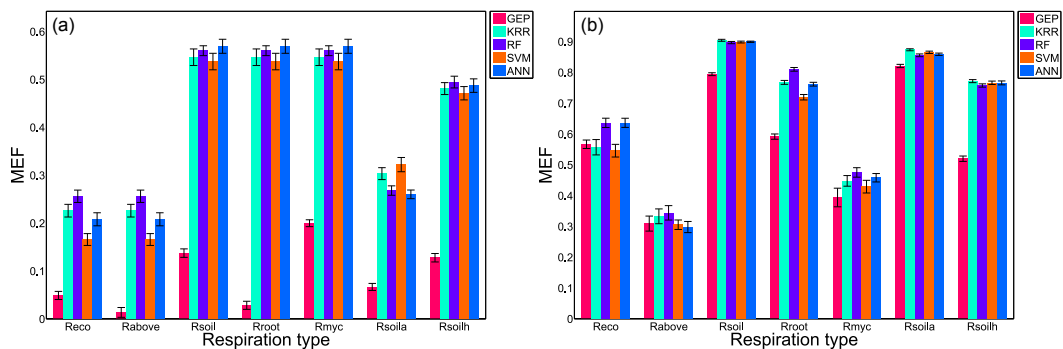 (a)
MEF
0.6
0.5
0.4
0.3
0.2
0.1
0
Reco Rabove Rsoil Rroot Rmyc Rsoila Rsoilh
Respiration type
GEP
KRR
RF
SVM
ANN
(b)
MEF
0.9
0.8
0.7
0.6
0.5
0.4
0.3
0.2
0.1
0
Reco Rabove Rsoil Rroot Rmyc Rsoila Rsoilh
Respiration type
GEP
KRR
RF
SVM
ANN